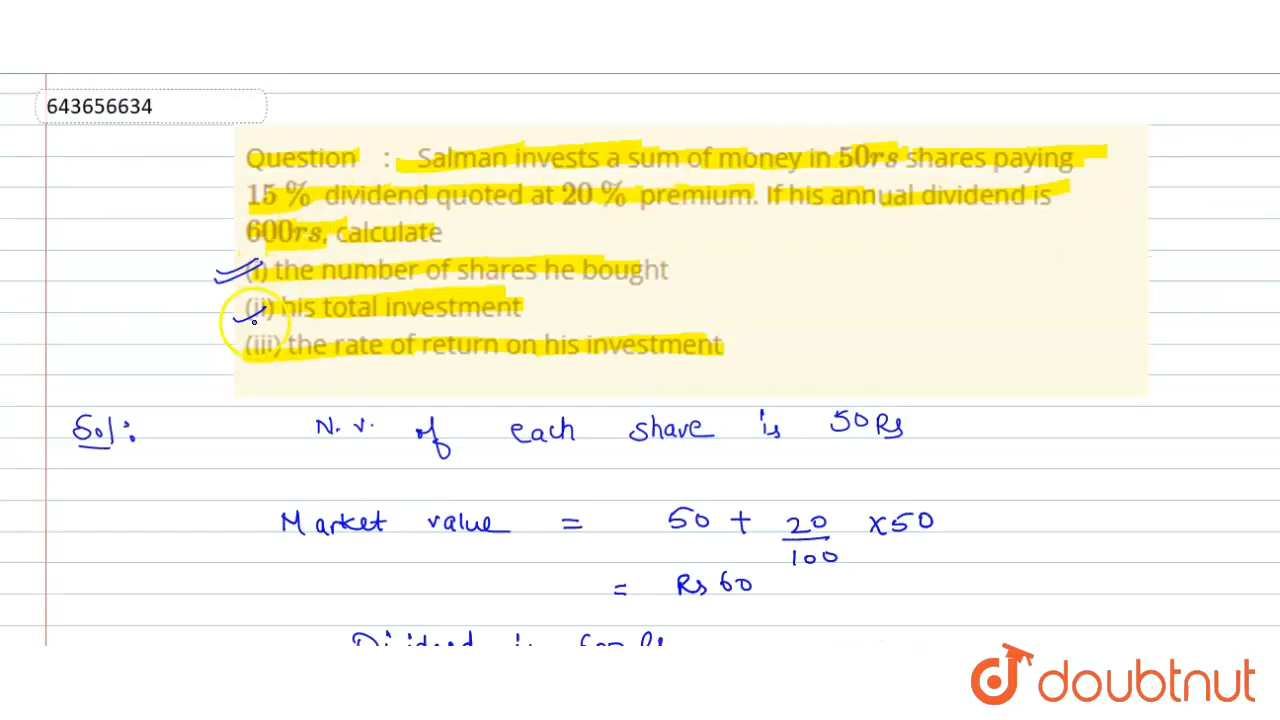 643656634
Question : Salman invests a sum of money in 50rs shares paying
15 % dividend quoted at 20 % premium. If his annual dividend is
600rs, calculate
(i) the number of shares he bought
(ii) his total investment
(iii) the rate of return on his investment
Sol: N.V. of each share is 50Rs
Market value = 50 + 20/100 x50
= Rs 60
doubtnut